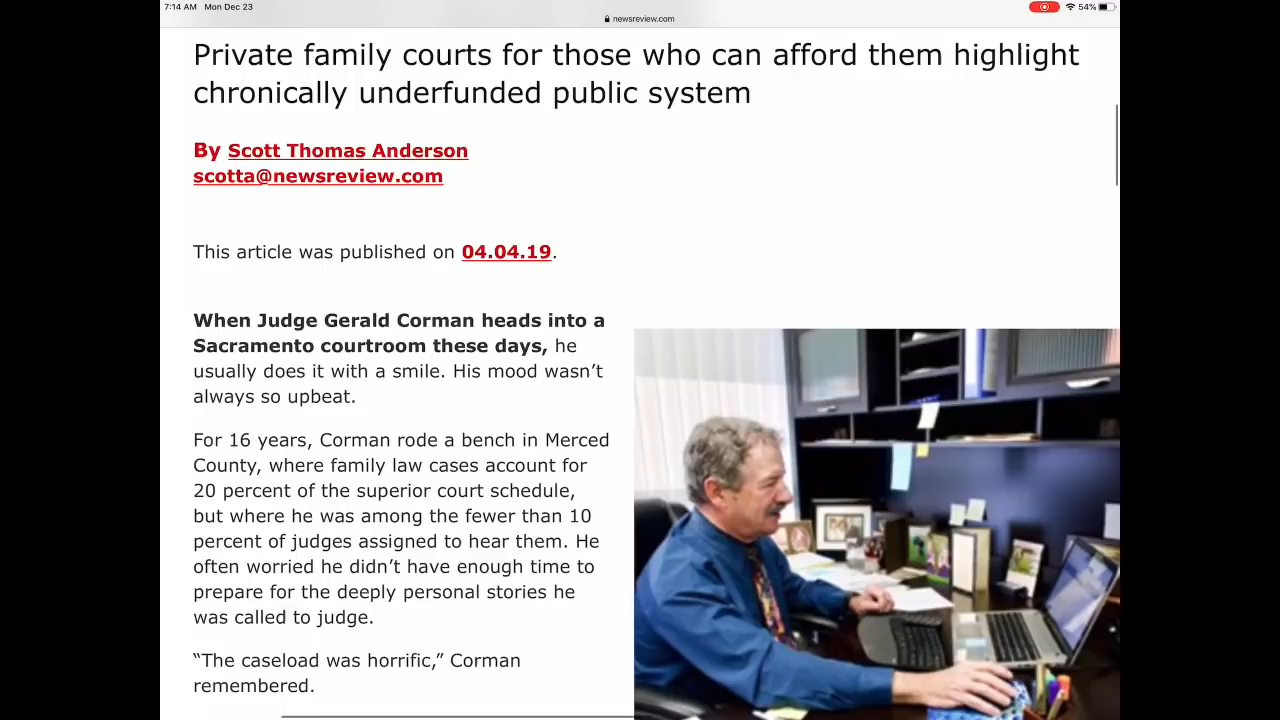 7:14 AM Mon Dec 23
54%
newsreview.com
Private family courts for those who can afford them highlight
chronically underfunded public system
By Scott Thomas Anderson
scotta@newsreview.com
This article was published on 04.04.19.
When Judge Gerald Corman heads into a
Sacramento courtroom these days, he
usually does it with a smile. His mood wasn’t
always so upbeat.
For 16 years, Corman rode a bench in Merced
County, where family law cases account for
20 percent of the superior court schedule,
but where he was among the fewer than 10
percent of judges assigned to hear them. He
often worried he didn’t have enough time to
prepare for the deeply personal stories he
was called to judge.
“The caseload was horrific,” Corman
remembered.